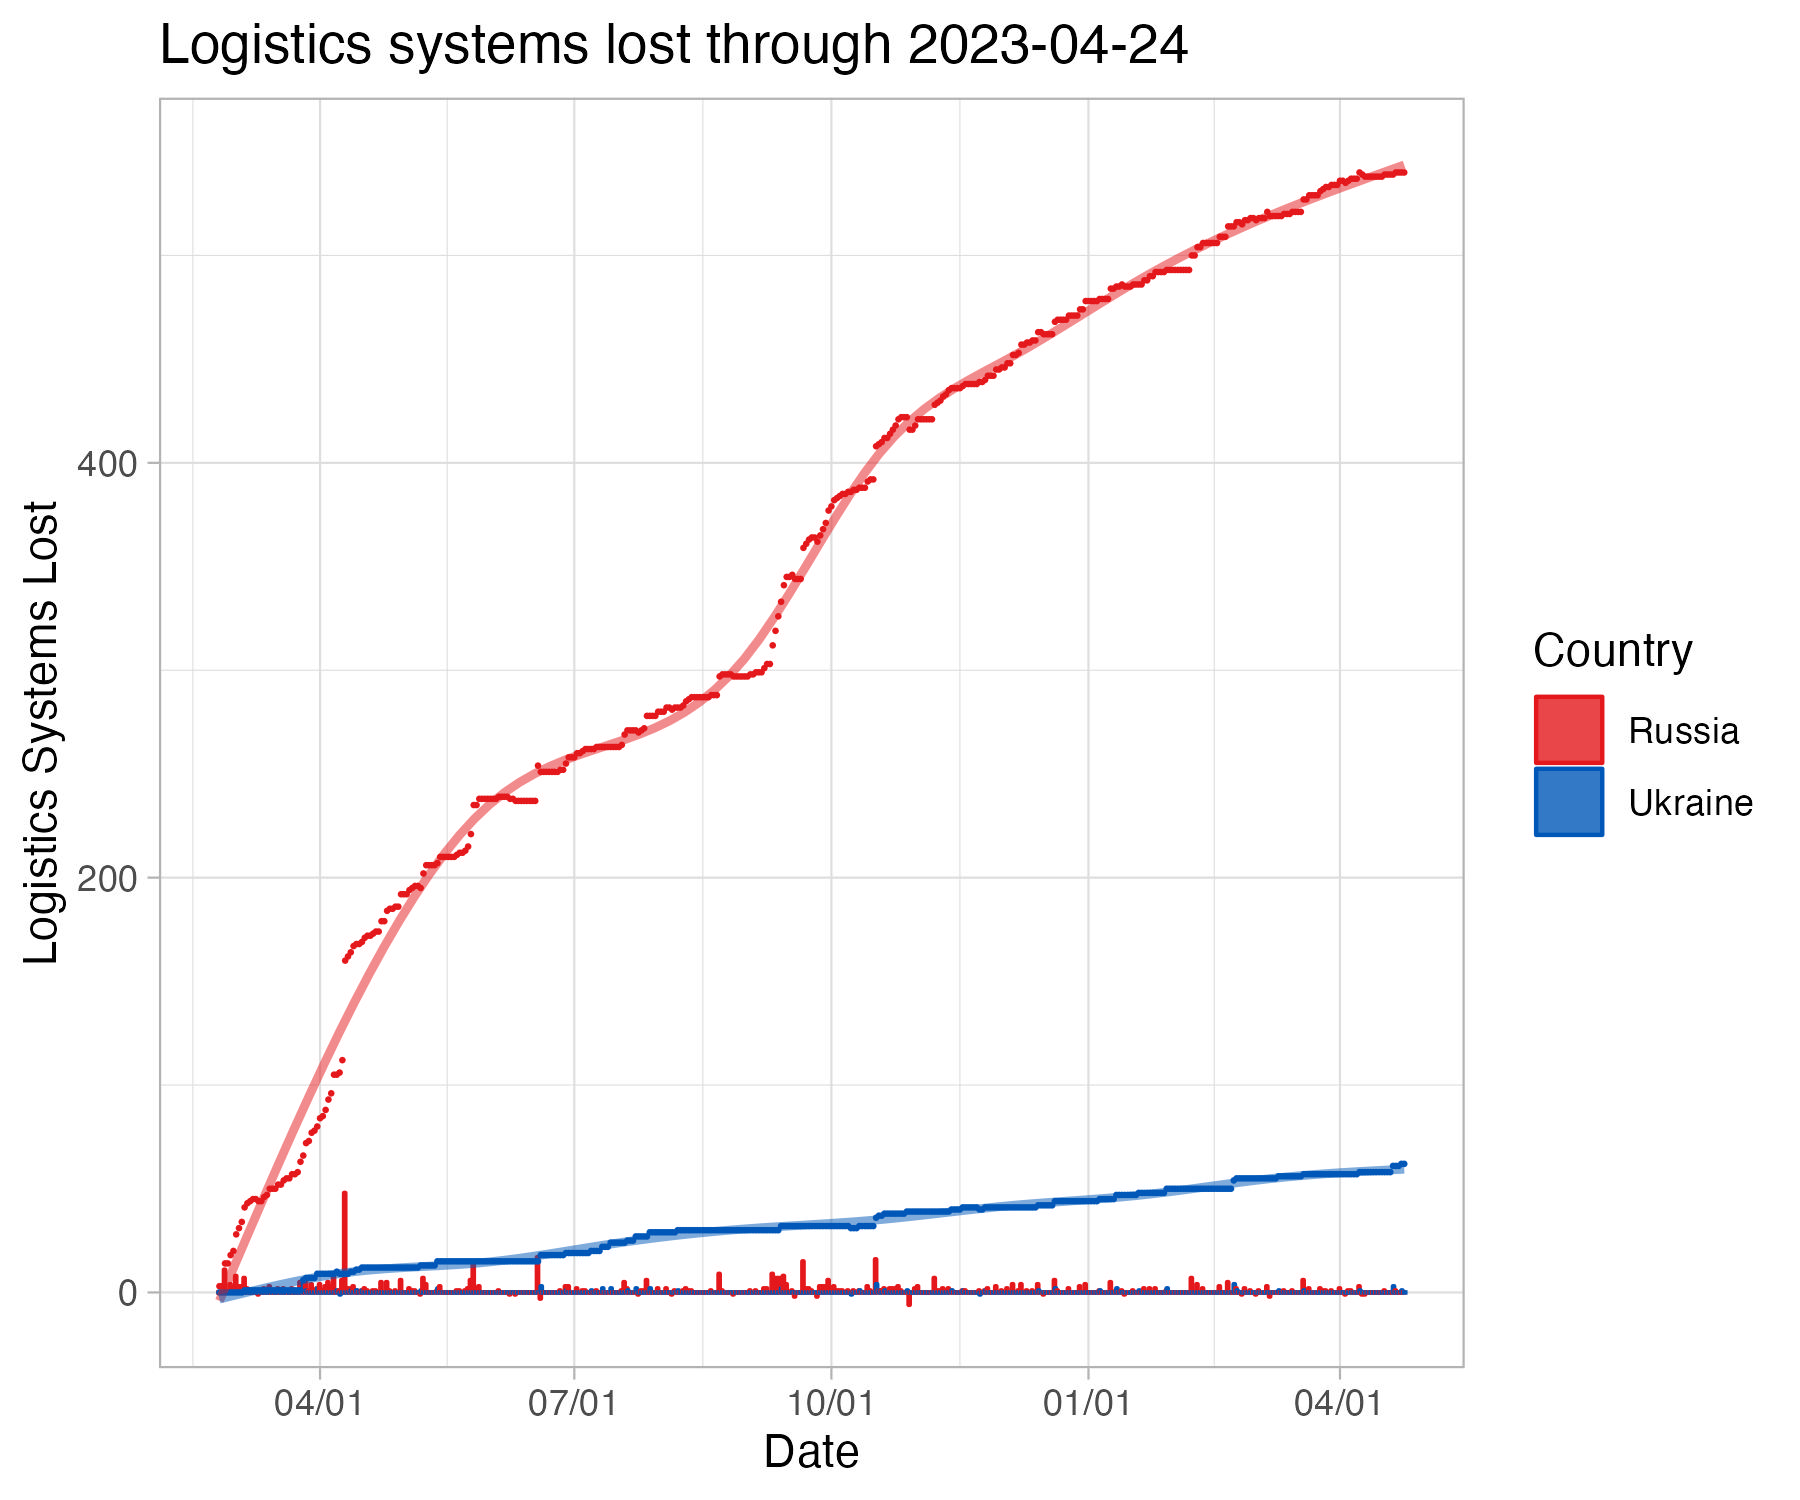 Logistics systems lost through 2023-04-24
Logistics Systems Lost
400
200
0
04/01
07/01
10/01
01/01
04/01
Date
Country
Russia
Ukraine